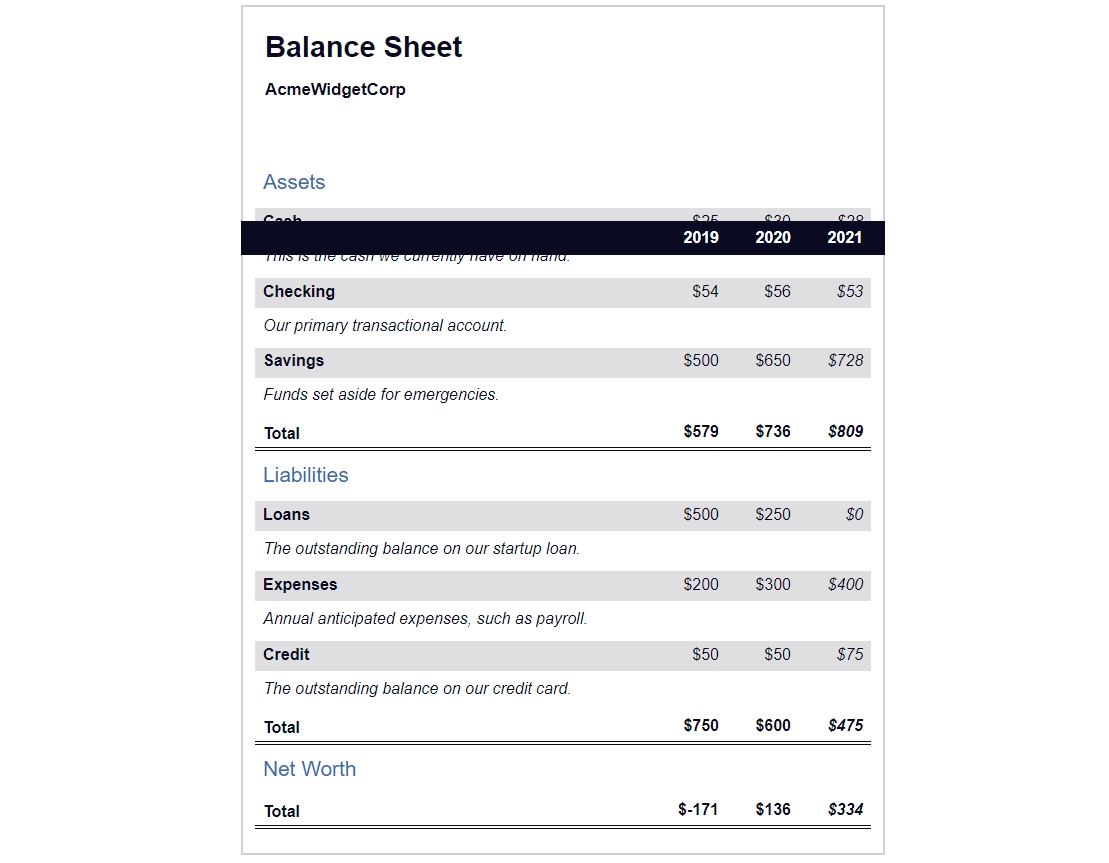 Balance Sheet
AcmeWidgetCorp
Assets
Cash $25 $30 $28
2019 2020 2021
This is the cash we currently have on hand.
Checking $54 $56 $53
Our primary transactional account.
Savings $500 $650 $728
Funds set aside for emergencies.
Total $579 $736 $809
Liabilities
Loans $500 $250 $0
The outstanding balance on our startup loan.
Expenses $200 $300 $400
Annual anticipated expenses, such as payroll.
Credit $50 $50 $75
The outstanding balance on our credit card.
Total $750 $600 $475
Net Worth
Total $-171 $136 $334